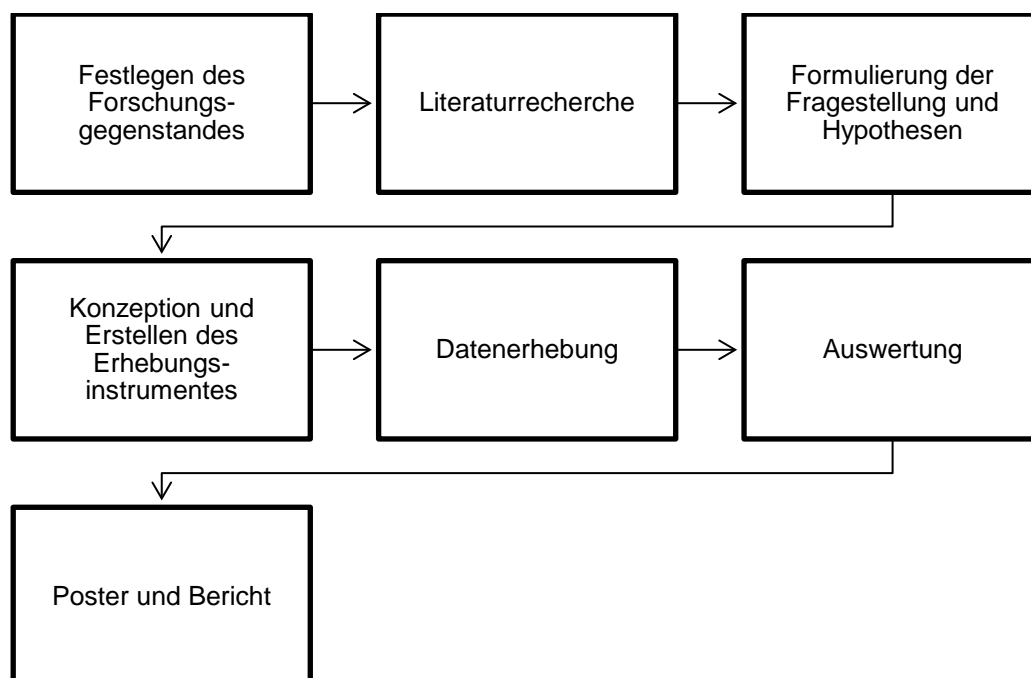 Festlegen des
Forschungs-
gegenstandes
Literaturrecherche
Formulierung der
Fragestellung und
Hypothesen
Konzeption und
Erstellen des
Erhebungs-
instrumentes
Datenerhebung
Auswertung
Poster und Bericht